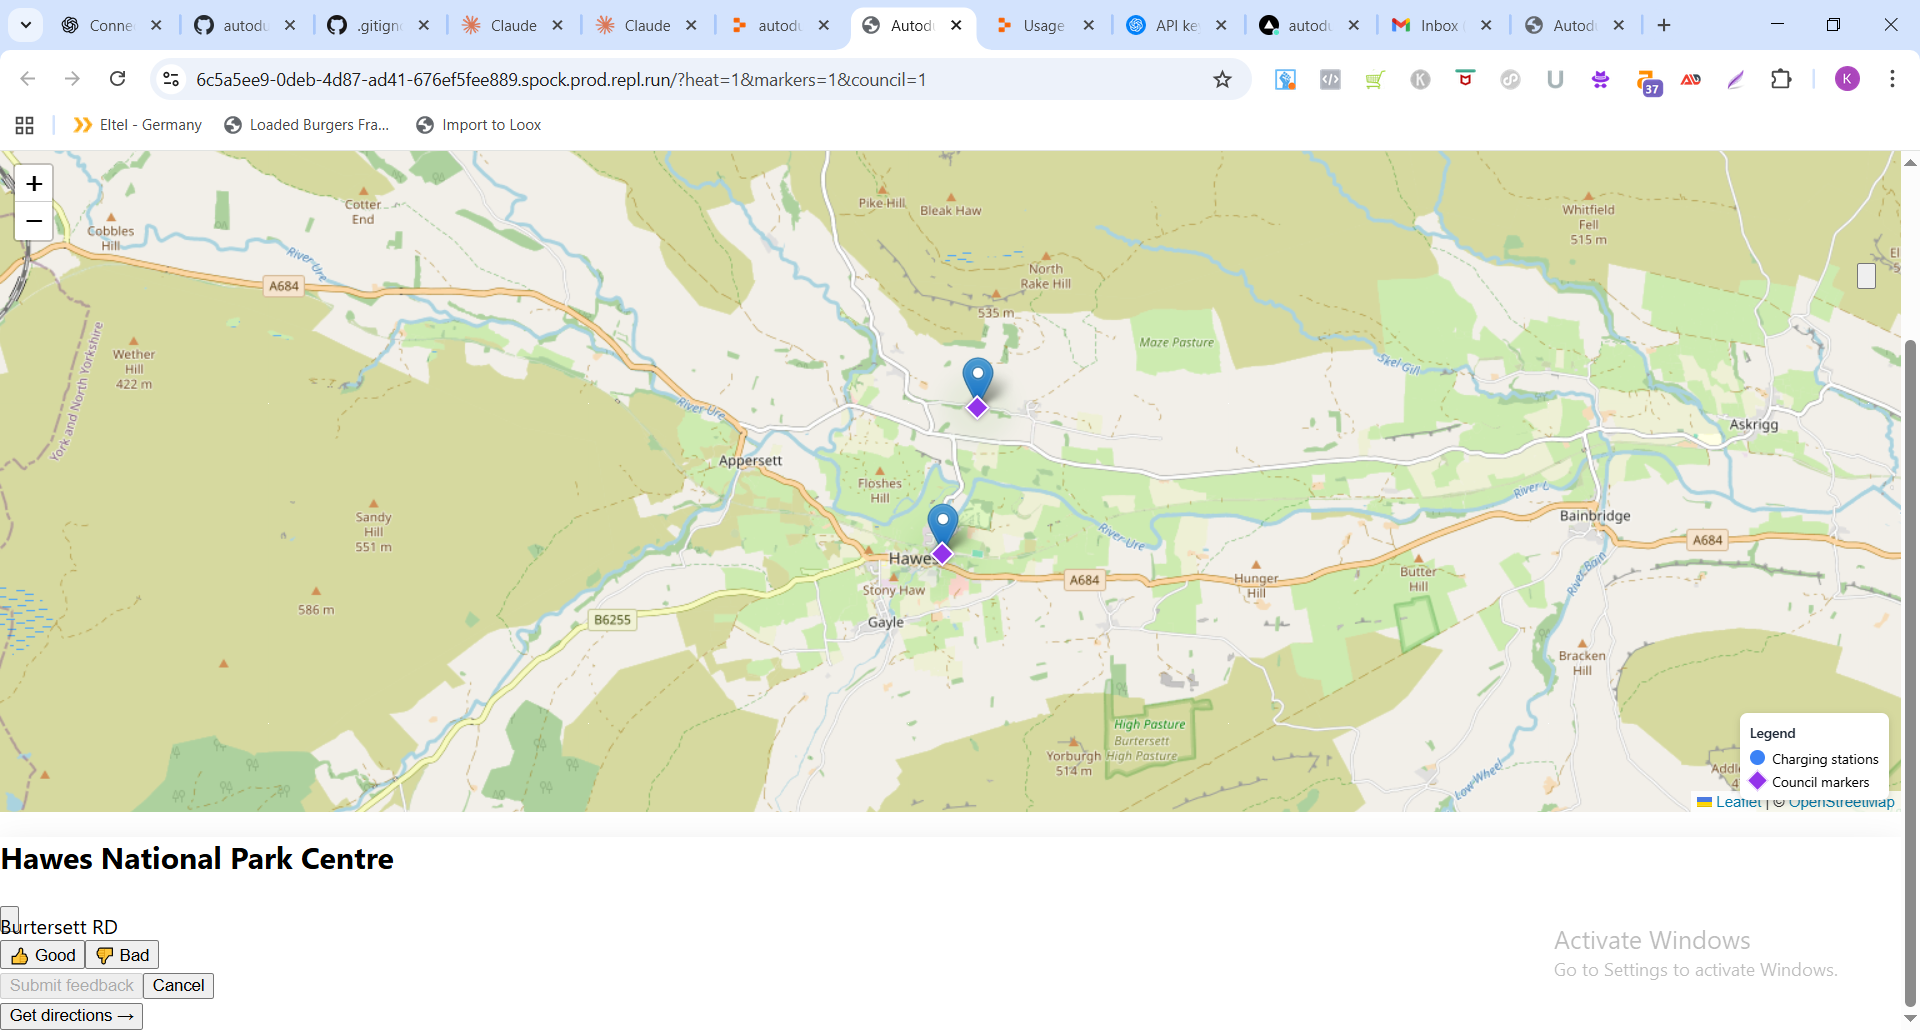 Conne
autodu
.gitign
Claude
Claude
autodu
Autodu
Usage
API ke
autodu
Inbox
Autodu
6c5a5ee9-0deb-4d87-ad41-676ef5fee889.spock.prod.repl.run/?heat=1&markers=1&council=1
37
K
Eltel - Germany
Loaded Burgers Fra...
Import to Loox
+
−
Cotter
End
Cobbles
Hill
River Ure
A684
Pike Hill
Bleak Haw
North
Rake Hill
535 m
Whitfield
Fell
515 m
York and North Yorkshire
Wether
Hill
422 m
Maze Pasture
Skel Gill
River Ure
Askrigg
Appersett
Floshes
Hill
Sandy
Hill
551 m
River Ure
Bainbridge
A684
Hawes
A684
Hunger
Hill
Butter
Hill
River Bain
Stony Haw
586 m
B6255
Gayle
Bracken
Hill
High Pasture
Burtersett
High Pasture
Yorburgh
514 m
Low Wheel
Legend
Charging stations
Council markers
Leaflet | © OpenStreetMap
Hawes National Park Centre
Burtersett RD
👍 Good
👎 Bad
Submit feedback
Cancel
Get directions →
Activate Windows
Go to Settings to activate Windows.